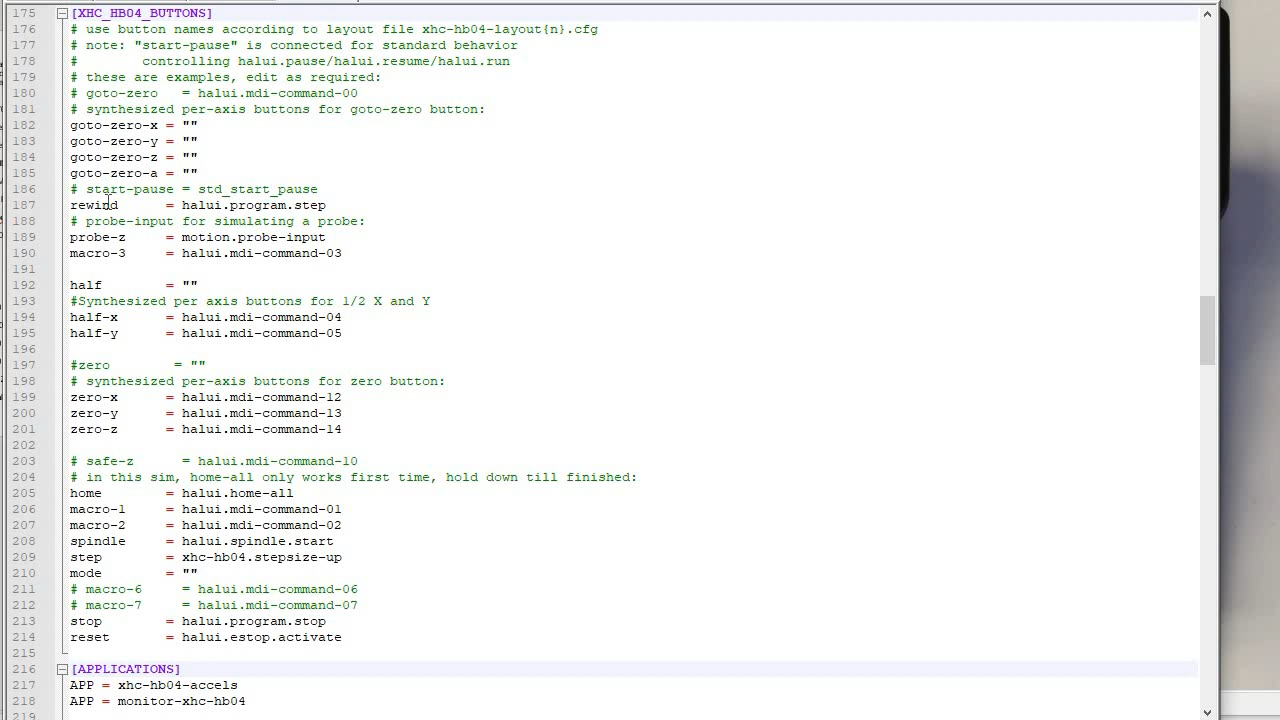 175 [XHC_HB04_BUTTONS]
176 # use button names according to layout file xhc-hb04-layout{n}.cfg
177 # note: "start-pause" is connected for standard behavior
178 #        controlling halui.pause/halui.resume/halui.run
179 # these are examples, edit as required:
180 # goto-zero   = halui.mdi-command-00
181 # synthesized per-axis buttons for goto-zero button:
182 goto-zero-x = ""
183 goto-zero-y = ""
184 goto-zero-z = ""
185 goto-zero-a = ""
186 # start-pause = std_start_pause
187 rewind      = halui.program.step
188 # probe-input for simulating a probe:
189 probe-z     = motion.probe-input
190 macro-3     = halui.mdi-command-03
191
192 half        = ""
193 #Synthesized per axis buttons for 1/2 X and Y
194 half-x      = halui.mdi-command-04
195 half-y      = halui.mdi-command-05
196
197 #zero        = ""
198 # synthesized per-axis buttons for zero button:
199 zero-x      = halui.mdi-command-12
200 zero-y      = halui.mdi-command-13
201 zero-z      = halui.mdi-command-14
202
203 # safe-z      = halui.mdi-command-10
204 # in this sim, home-all only works first time, hold down till finished:
205 home        = halui.home-all
206 macro-1     = halui.mdi-command-01
207 macro-2     = halui.mdi-command-02
208 spindle     = halui.spindle.start
209 step        = xhc-hb04.stepsize-up
210 mode        = ""
211 # macro-6     = halui.mdi-command-06
212 # macro-7     = halui.mdi-command-07
213 stop        = halui.program.stop
214 reset       = halui.estop.activate
215
216 [APPLICATIONS]
217 APP = xhc-hb04-accels
218 APP = monitor-xhc-hb04
219